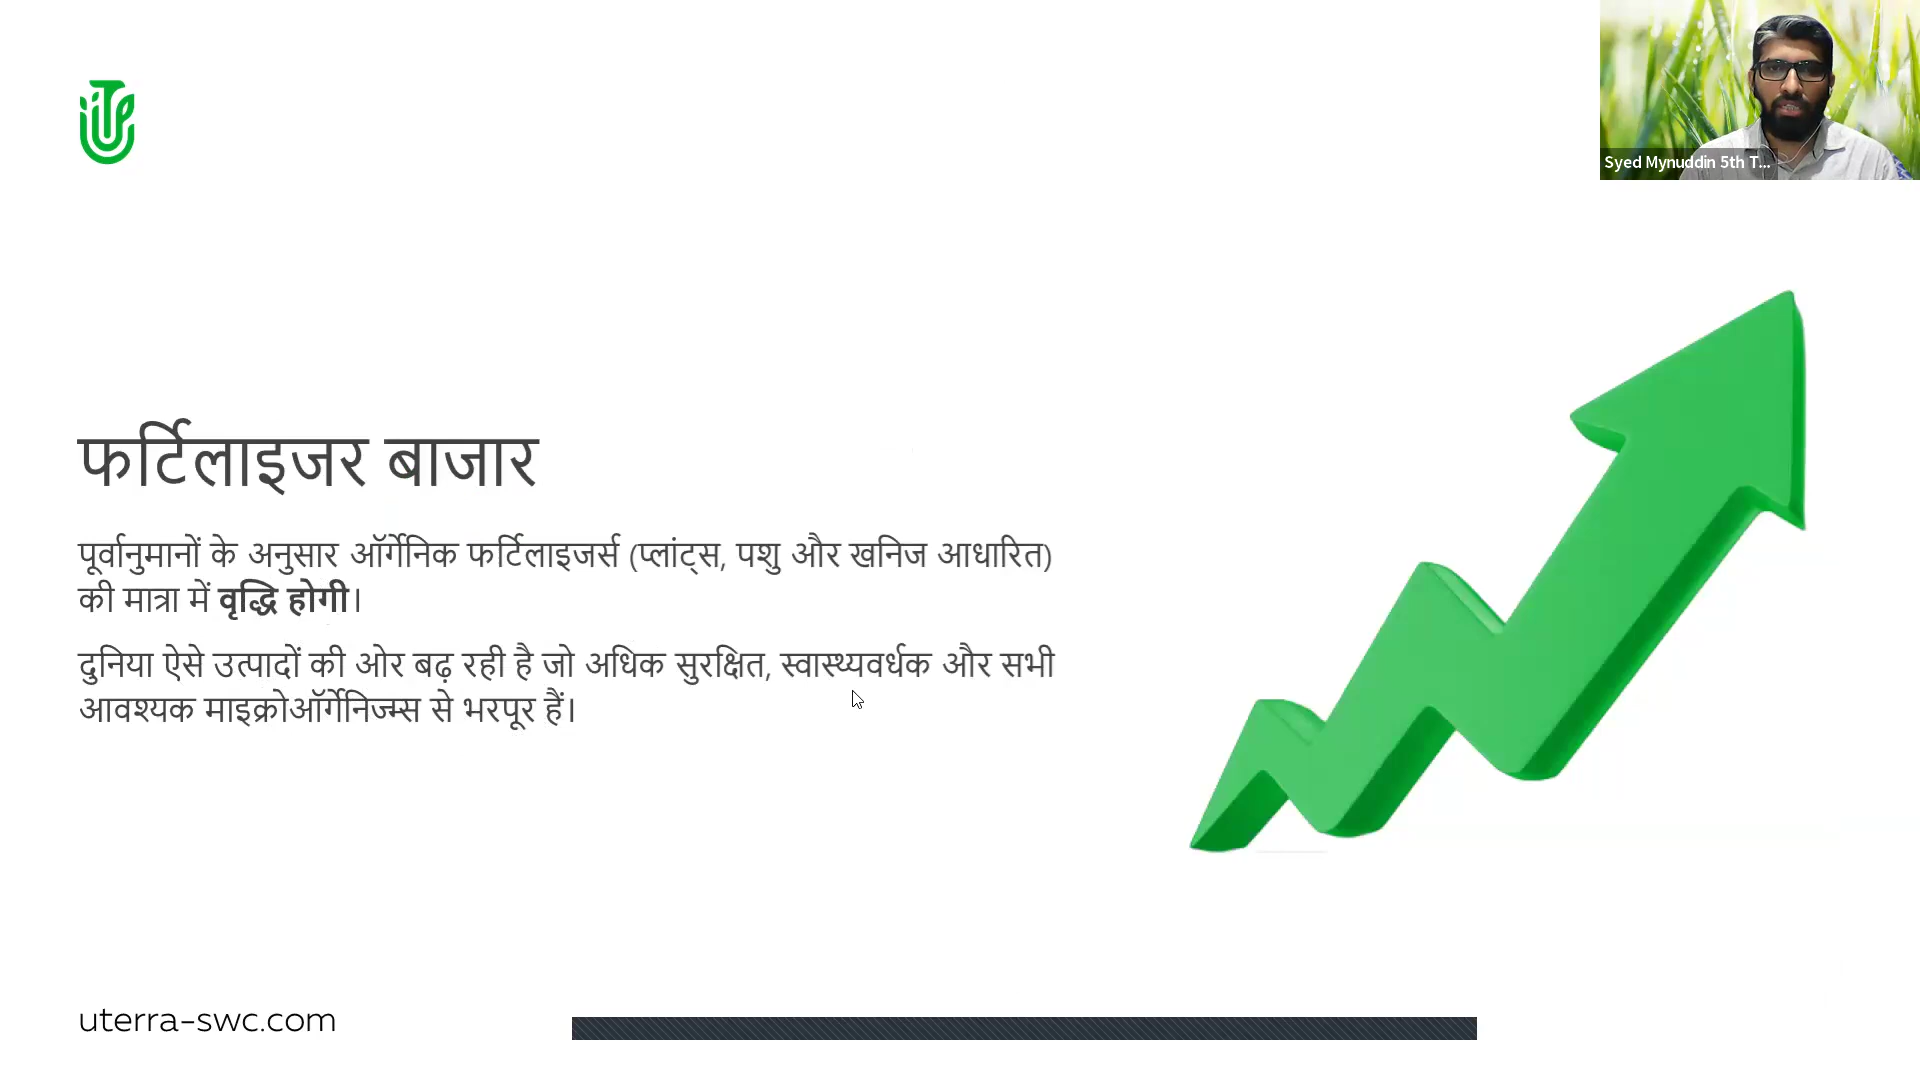 Syed Mynuddin 5th T...
फर्टिलाइजर बाजार
पूर्वानुमानों के अनुसार ऑर्गेनिक फर्टिलाइजर्स (प्लांट्स, पशु और खनिज आधारित)
की मात्रा में वृद्धि होगी।
दुनिया ऐसे उत्पादों की ओर बढ़ रही है जो अधिक सुरक्षित, स्वास्थ्यवर्धक और सभी
आवश्यक माइक्रोऑर्गेनिज्म्स से भरपूर हैं।
uterra-swc.com